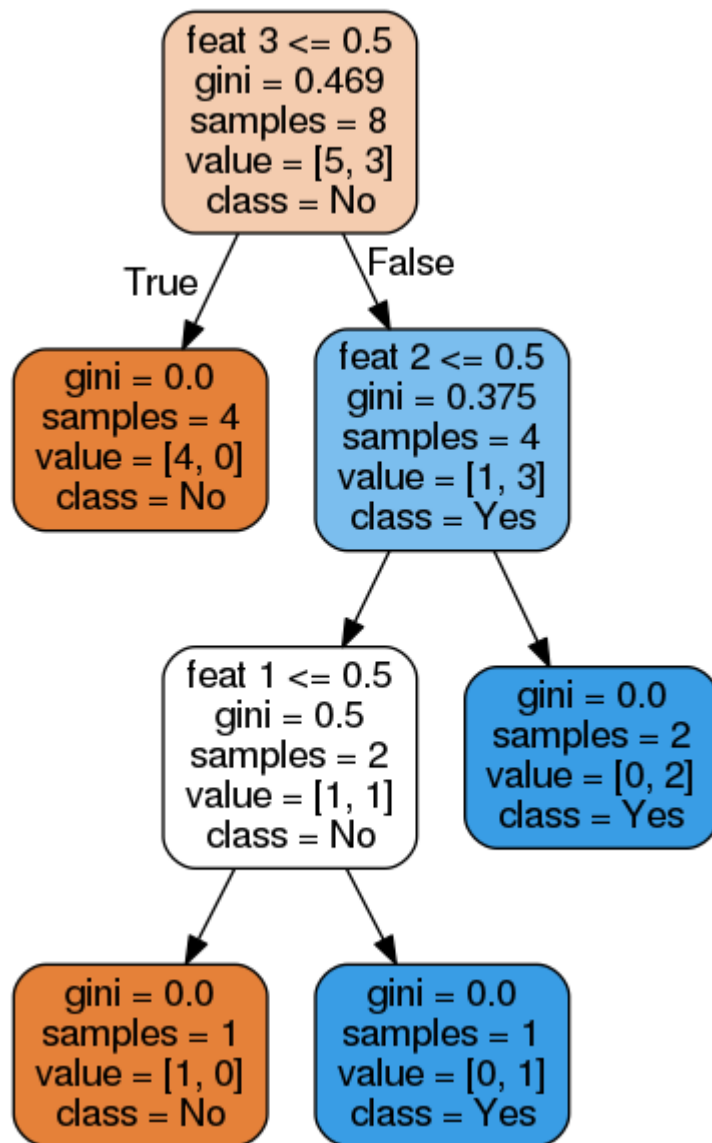 feat 3 <= 0.5
gini = 0.469
samples = 8
value = [5, 3]
class = No
True
False
gini = 0.0
samples = 4
value = [4, 0]
class = No
feat 2 <= 0.5
gini = 0.375
samples = 4
value = [1, 3]
class = Yes
feat 1 <= 0.5
gini = 0.5
samples = 2
value = [1, 1]
class = No
gini = 0.0
samples = 2
value = [0, 2]
class = Yes
gini = 0.0
samples = 1
value = [1, 0]
class = No
gini = 0.0
samples = 1
value = [0, 1]
class = Yes